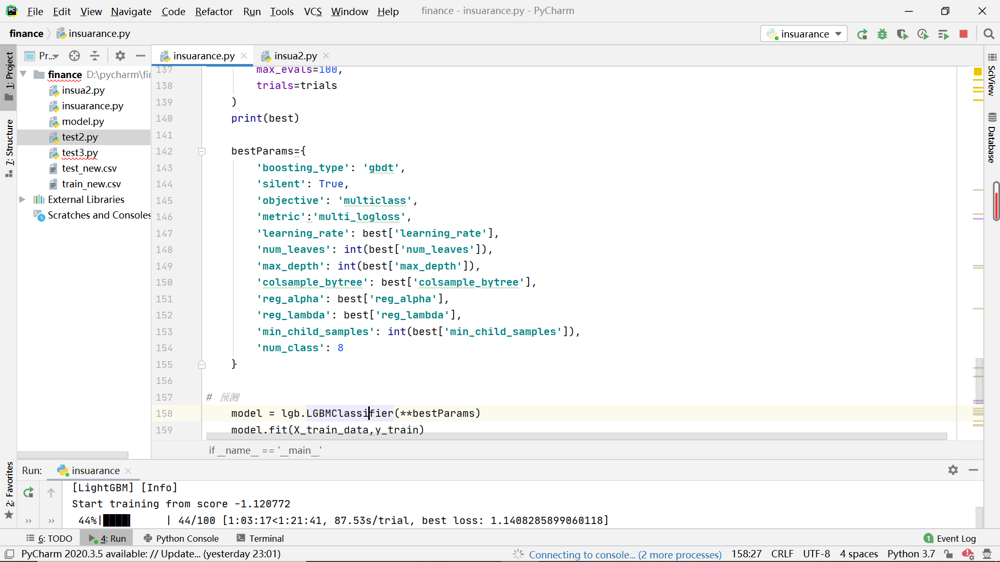 File Edit View Navigate Code Refactor Run Tools VCS Window Help finance - insuarance.py - PyCharm
finance insuarance.py insuarance
1: Project
Pr... insuarance.py insua2.py
finance D:\pycharm\fi
insua2.py
insuarance.py
model.py
test2.py
test3.py
test_new.csv
train_new.csv
External Libraries
Scratches and Consoles
7: Structure
2: Favorites
137 max_evals=100,
138 trials=trials
139 )
140 print(best)
141
142 bestParams={
143 'boosting_type': 'gbdt',
144 'silent': True,
145 'objective': 'multiclass',
146 'metric':'multi_logloss',
147 'learning_rate': best['learning_rate'],
148 'num_leaves': int(best['num_leaves']),
149 'max_depth': int(best['max_depth']),
150 'colsample_bytree': best['colsample_bytree'],
151 'reg_alpha': best['reg_alpha'],
152 'reg_lambda': best['reg_lambda'],
153 'min_child_samples': int(best['min_child_samples']),
154 'num_class': 8
155 }
156
157 # 预测
158 model = lgb.LGBMClassifier(**bestParams)
159 model.fit(X_train_data,y_train)
if __name__ == '__main__'
SciView
Database
Run: insuarance
[LightGBM] [Info]
Start training from score -1.120772
44%|████ | 44/100 [1:03:17<1:21:41, 87.53s/trial, best loss: 1.1408285899060118]
6: TODO 4: Run Python Console Terminal 1 Event Log
PyCharm 2020.3.5 available: // Update... (yesterday 23:01) Connecting to console... (2 more processes) 158:27 CRLF UTF-8 4 spaces Python 3.7